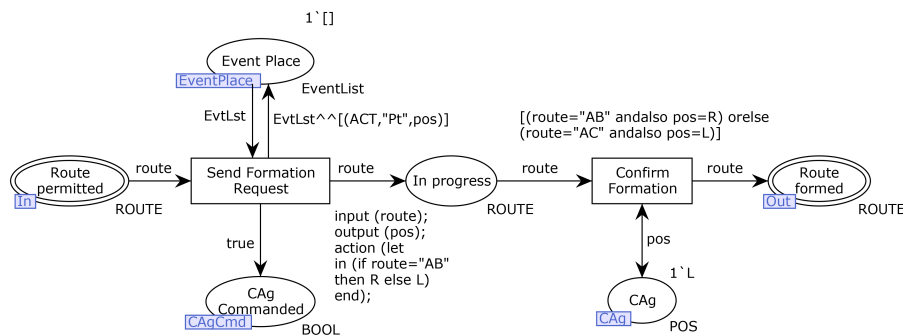 1`[]
Event Place
EventPlace
EventList
EvtLst
EvtLst^^[(ACT,"Pt",pos)]
[(route="AB" andalso pos=R) orelse
(route="AC" andalso pos=L)]
Route
permitted
In
ROUTE
route
Send Formation
Request
route
In progress
ROUTE
route
Confirm
Formation
route
Route
formed
Out
ROUTE
true
input (route);
output (pos);
action (let
in (if route="AB"
then R else L)
end);
pos
CAg
Commanded
CAgCmd
BOOL
1`L
CAg
CAg
POS